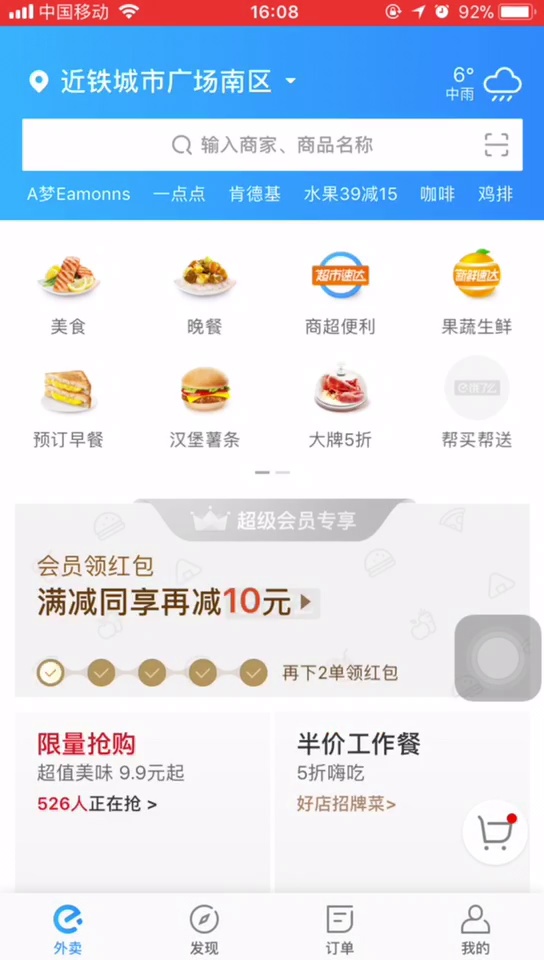 中国移动
16:08
92%
近铁城市广场南区
6°
中雨
输入商家、商品名称
A梦Eamonns 一点点 肯德基 水果39减15 咖啡 鸡排
超市速达 新鲜速达
美食 晚餐 商超便利 果蔬生鲜
饿了么
预订早餐 汉堡薯条 大牌5折 帮买帮送
超级会员专享
会员领红包
满减同享再减10元
再下2单领红包
限量抢购
超值美味 9.9元起
526人正在抢 >
半价工作餐
5折嗨吃
好店招牌菜>
外卖 发现 订单 我的